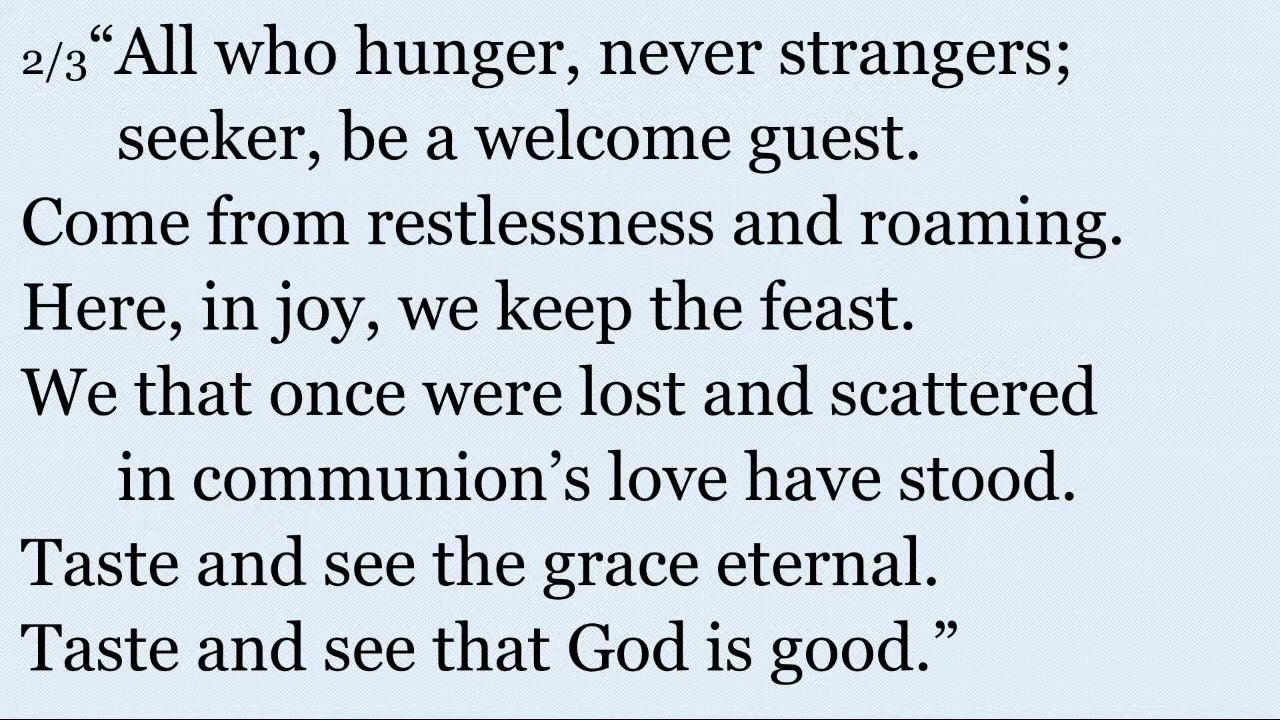 2/3“All who hunger, never strangers;
seeker, be a welcome guest.
Come from restlessness and roaming.
Here, in joy, we keep the feast.
We that once were lost and scattered
in communion’s love have stood.
Taste and see the grace eternal.
Taste and see that God is good.”